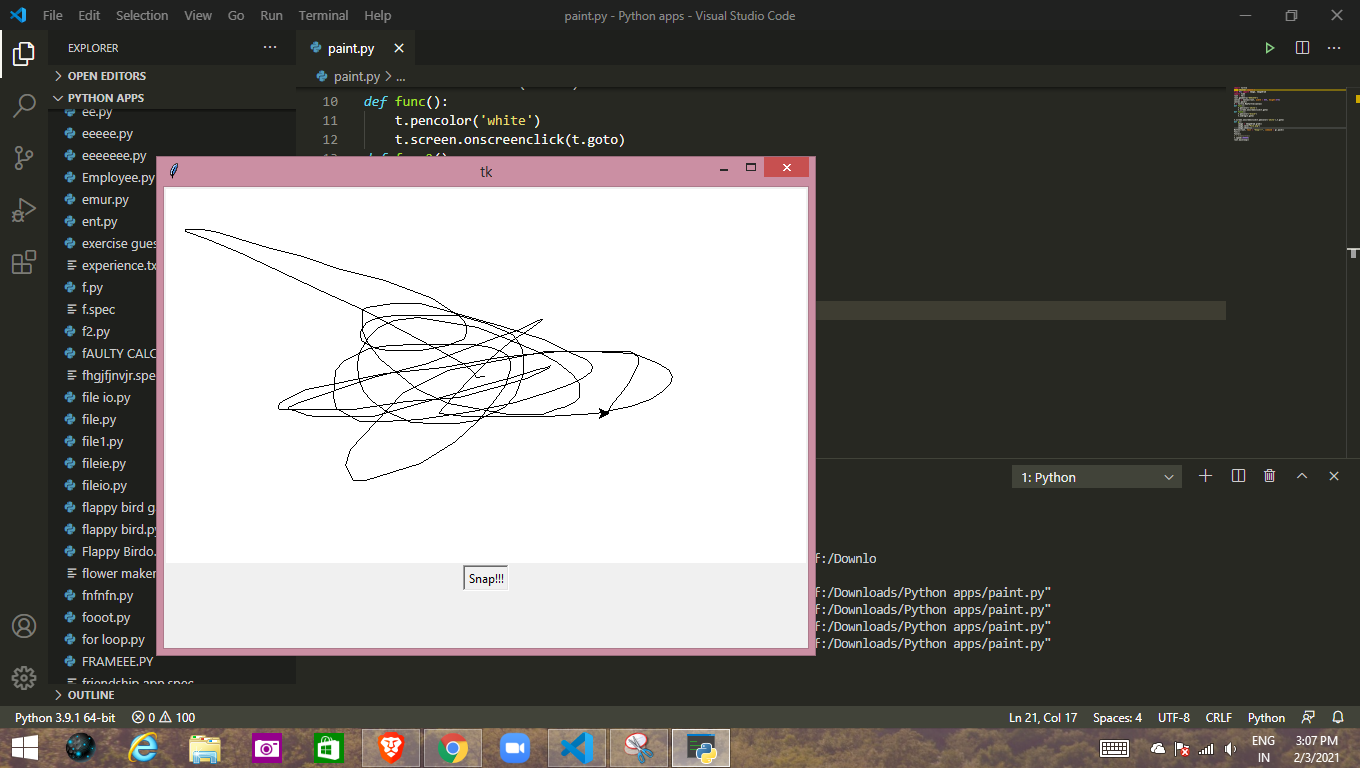 File Edit Selection View Go Run Terminal Help
paint.py - Python apps - Visual Studio Code
EXPLORER
OPEN EDITORS
PYTHON APPS
ee.py
eeeee.py
eeeeeee.py
Employee.py
emur.py
ent.py
exercise gues
experience.tx
f.py
f.spec
f2.py
fAULTY CALC
fhgjfjnvjr.spe
file io.py
file.py
file1.py
fileie.py
fileio.py
flappy bird g
flappy bird.py
Flappy Birdo.
flower maker
fnfnfn.py
fooot.py
for loop.py
FRAMEEE.PY
friendship app.spec
OUTLINE
paint.py
paint.py > ...
10 def func():
11 t.pencolor('white')
12 t.screen.onscreenclick(t.goto)
tk
Snap!!!
1: Python
f:/Downlo
f:/Downloads/Python apps/paint.py"
f:/Downloads/Python apps/paint.py"
f:/Downloads/Python apps/paint.py"
f:/Downloads/Python apps/paint.py"
Python 3.9.1 64-bit 0 100
Ln 21, Col 17 Spaces: 4 UTF-8 CRLF Python
ENG
IN
3:07 PM
2/3/2021